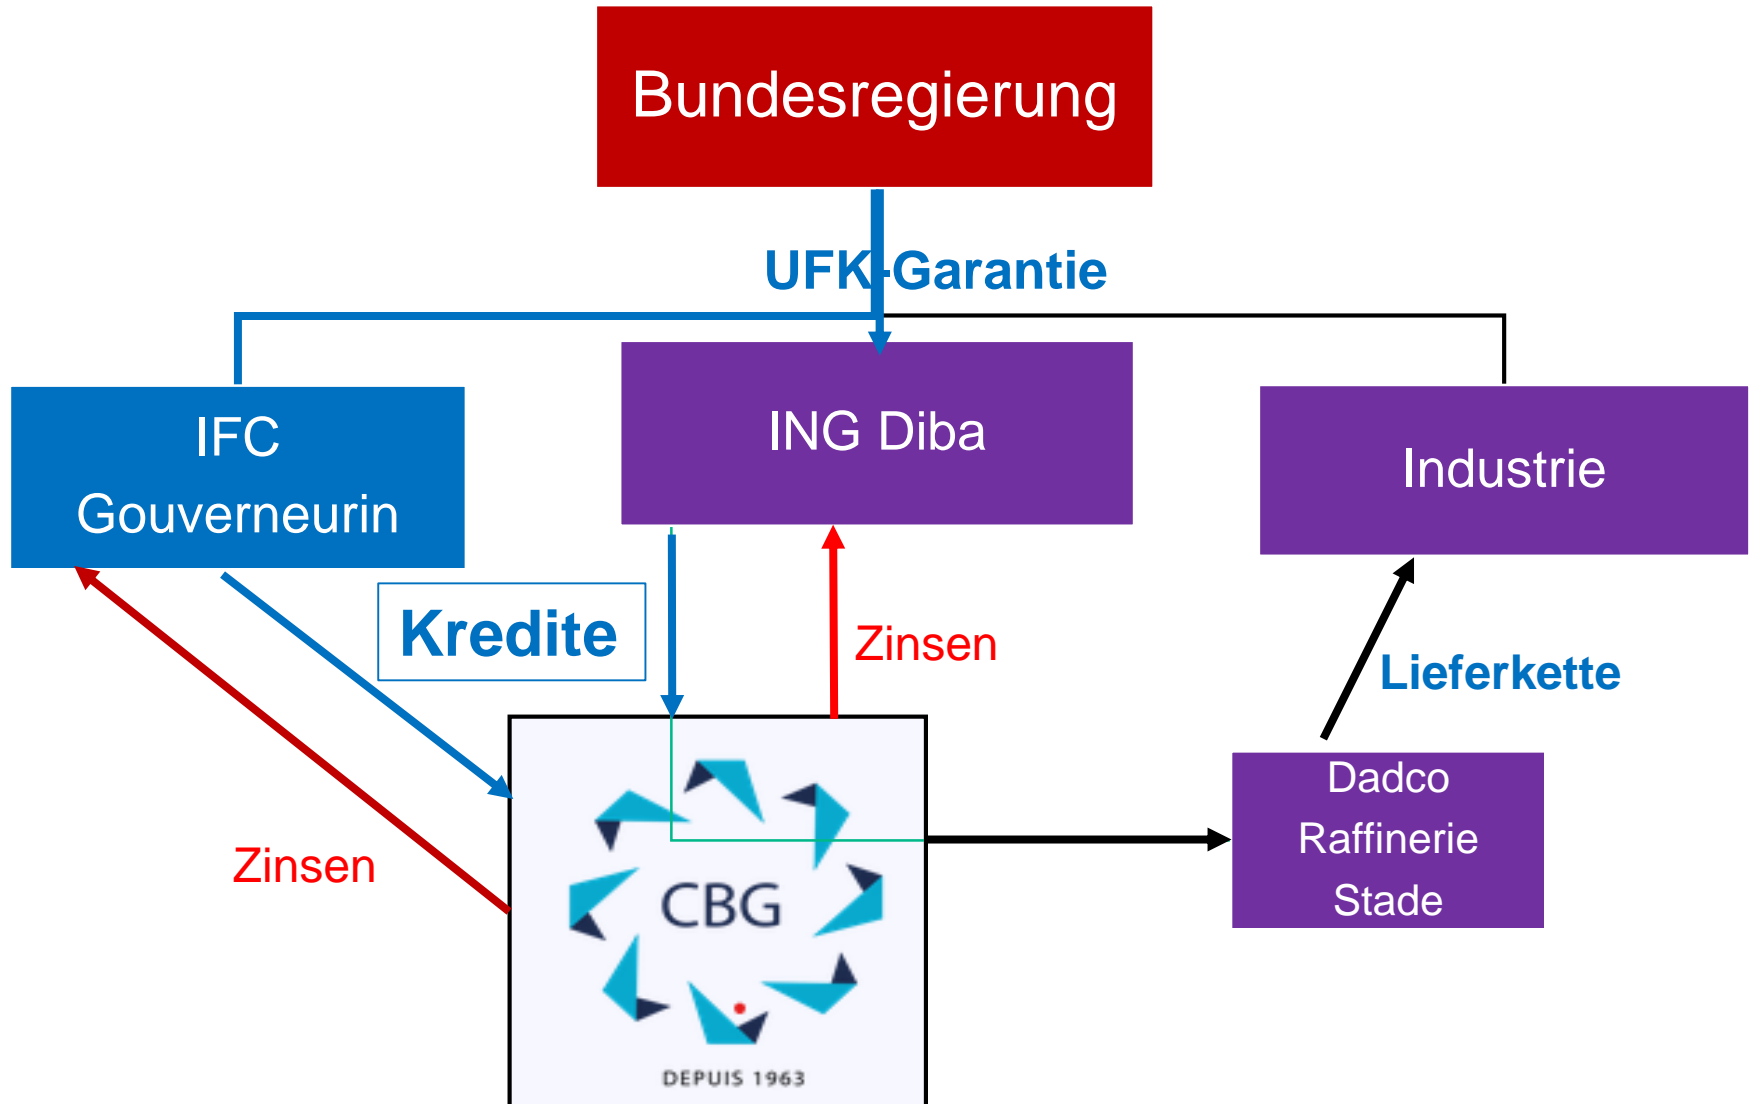 Bundesregierung
UFK-Garantie
IFC
Gouverneurin
ING Diba
Industrie
Kredite
Zinsen
Lieferkette
Zinsen
Dadco
Raffinerie
Stade
CBG
DEPUIS 1963